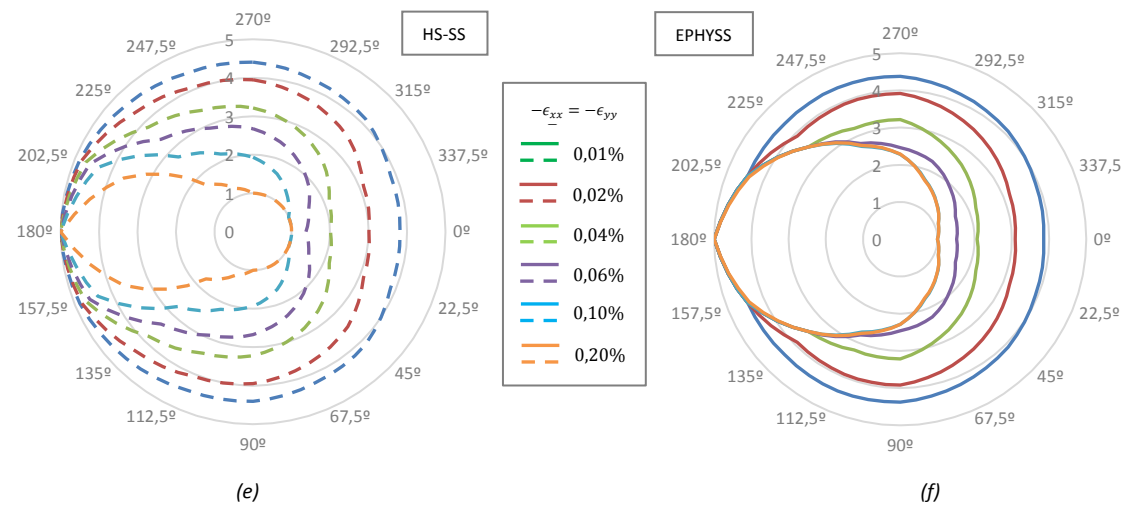 HS-SS
270º
292,5º
315º
337,5º
0º
22,5º
45º
67,5º
90º
112,5º
135º
157,5º
180º
202,5º
225º
247,5º
5
4
3
2
1
0
(e)
−ϵxx = −ϵyy
0,01%
0,02%
0,04%
0,06%
0,10%
0,20%
EPHYSS
270º
292,5º
315º
337,5
0º
22,5º
45º
67,5º
90º
112,5º
135º
157,5º
180º
202,5º
225º
247,5º
5
4
3
2
1
0
(f)